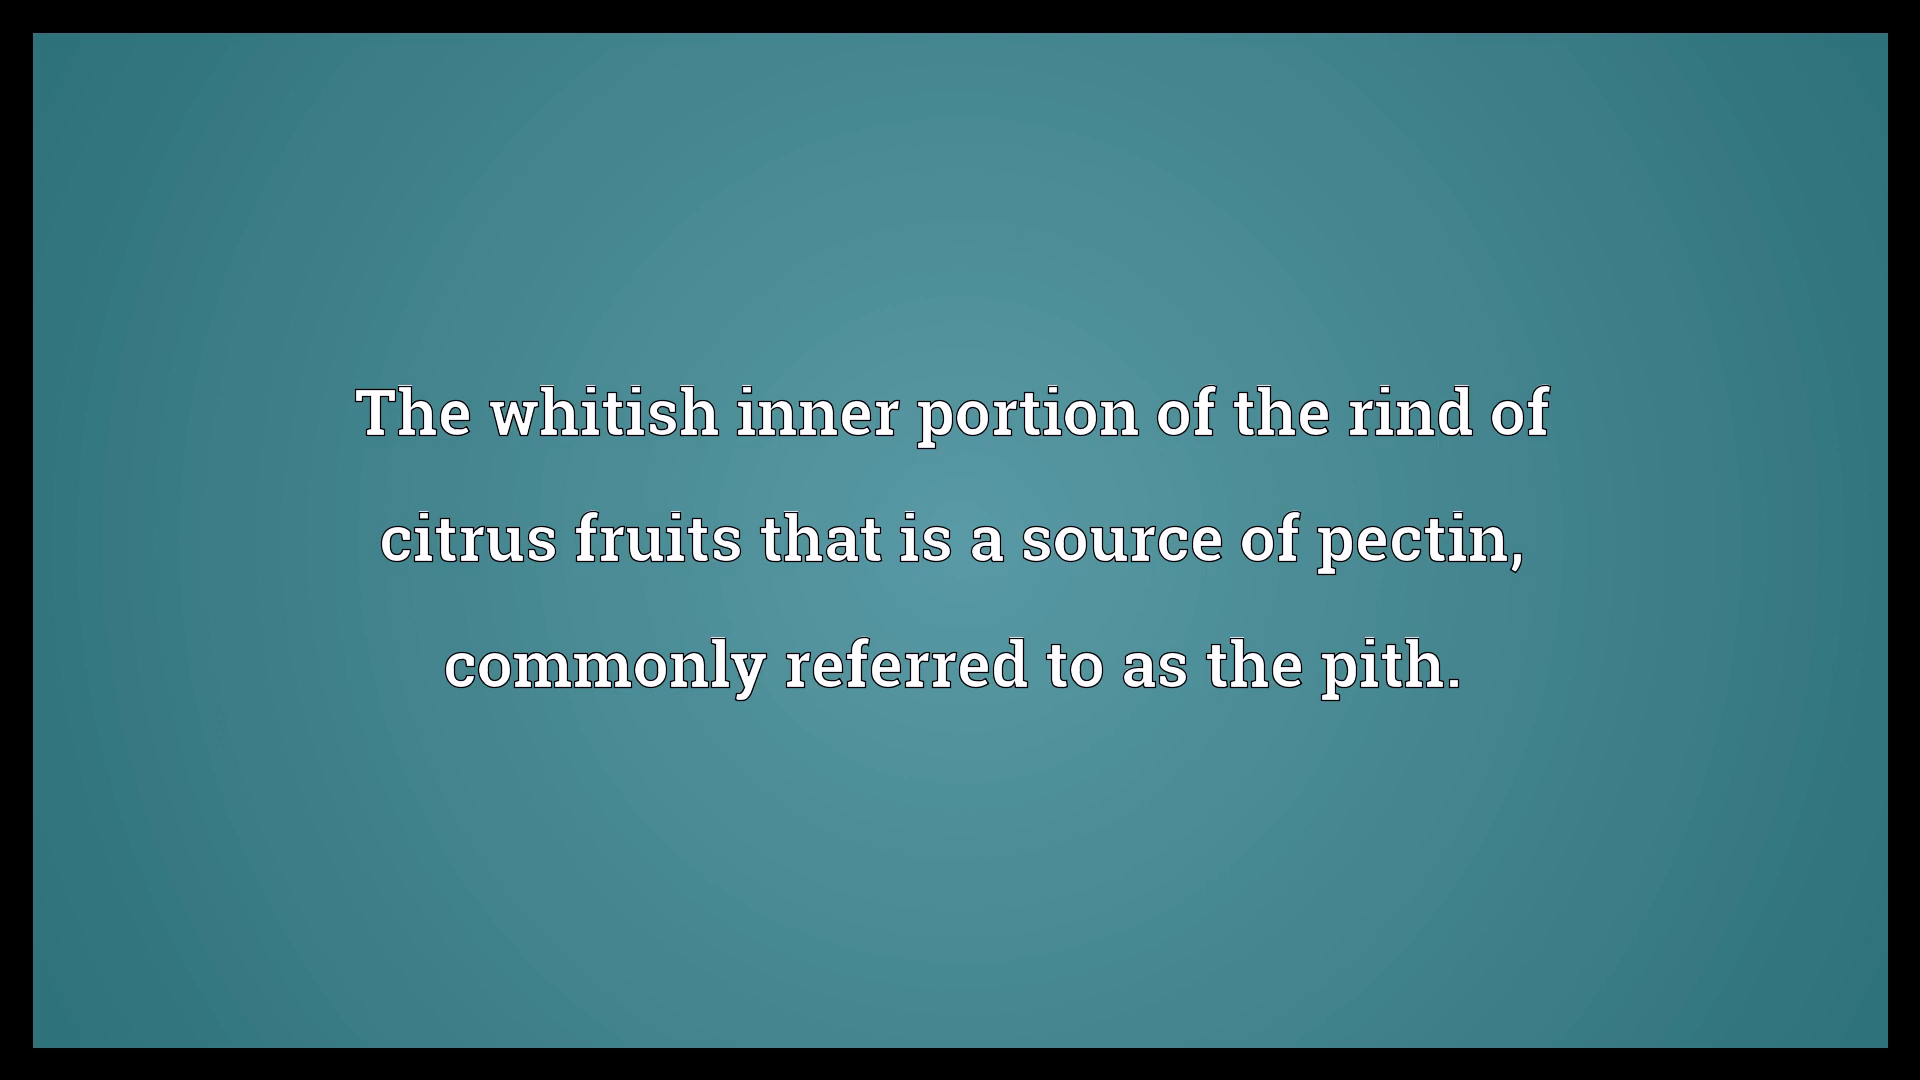 The whitish inner portion of the rind of
citrus fruits that is a source of pectin,
commonly referred to as the pith.